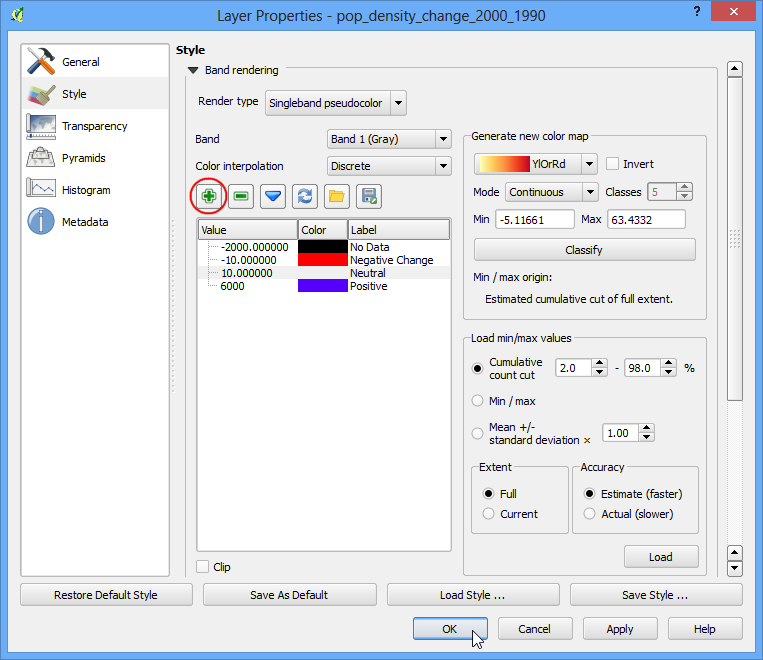 Layer Properties - pop_density_change_2000_1990
?
General
Style
Transparency
Pyramids
Histogram
Metadata
Style
Band rendering
Render type Singleband pseudocolor
Band Band 1 (Gray)
Color interpolation Discrete
Value Color Label
-2000.000000 No Data
-10.000000 Negative Change
10.000000 Neutral
6000 Positive
Clip
Generate new color map
YlOrRd Invert
Mode Continuous Classes 5
Min -5.11661 Max 63.4332
Classify
Min / max origin:
Estimated cumulative cut of full extent.
Load min/max values
Cumulative
count cut 2.0 - 98.0 %
Min / max
Mean +/-
standard deviation × 1.00
Extent
Full
Current
Accuracy
Estimate (faster)
Actual (slower)
Load
Restore Default Style Save As Default Load Style ... Save Style ...
OK Cancel Apply Help